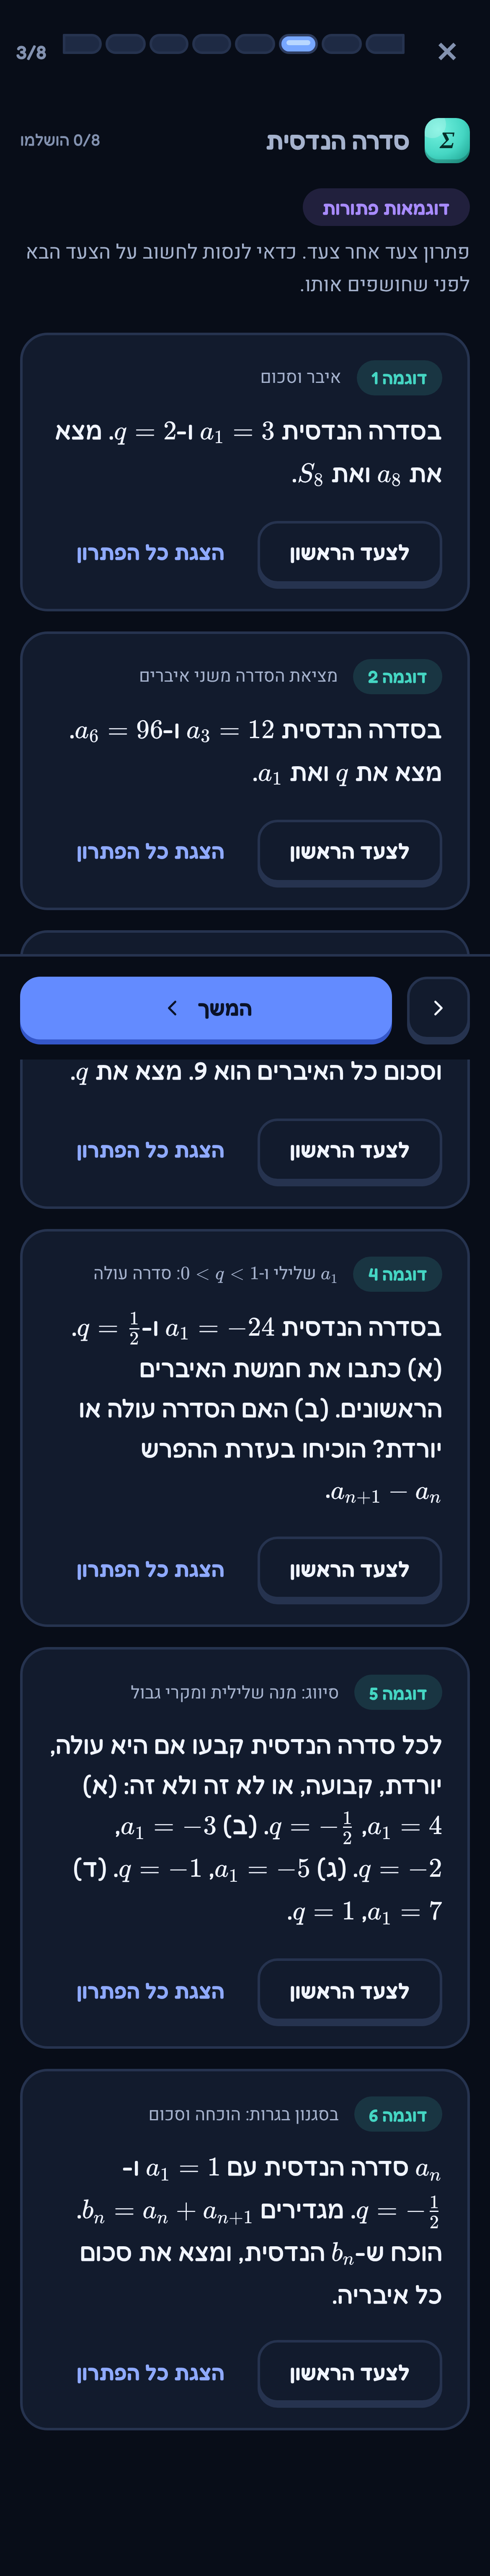 3/8
סדרה הנדסית
0/8 הושלמו
דוגמאות פתורות
פתרון צעד אחר צעד. כדאי לנסות לחשוב על הצעד הבא
לפני שחושפים אותו.
דוגמה 1 איבר וסכום
בסדרה הנדסית a₁ = 3 ו-q = 2. מצא
את a₈ ואת S₈.
לצעד הראשון הצגת כל הפתרון
דוגמה 2 מציאת הסדרה משני איברים
בסדרה הנדסית a₃ = 12 ו-a₆ = 96.
מצא את q ואת a₁.
לצעד הראשון הצגת כל הפתרון
המשך
וסכום כל האיברים הוא 9. מצא את q.
לצעד הראשון הצגת כל הפתרון
דוגמה 4 a₁ שלילי ו-0 < q < 1: סדרה עולה
בסדרה הנדסית a₁ = −24 ו-q = 1/2.
(א) כתבו את חמשת האיברים
הראשונים. (ב) האם הסדרה עולה או
יורדת? הוכיחו בעזרת ההפרש
aₙ₊₁ − aₙ.
לצעד הראשון הצגת כל הפתרון
דוגמה 5 סיווג: מנה שלילית ומקרי גבול
לכל סדרה הנדסית קבעו אם היא עולה,
יורדת, קבועה, או לא זה ולא זה: (א)
a₁ = 4, q = −1/2. (ב) a₁ = −3,
q = −2. (ג) a₁ = −5, q = −1. (ד)
a₁ = 7, q = 1.
לצעד הראשון הצגת כל הפתרון
דוגמה 6 בסגנון בגרות: הוכחה וסכום
aₙ סדרה הנדסית עם a₁ = 1 ו-
q = −1/2. מגדירים bₙ = aₙ + aₙ₊₁.
הוכח ש-bₙ הנדסית, ומצא את סכום
כל איבריה.
לצעד הראשון הצגת כל הפתרון